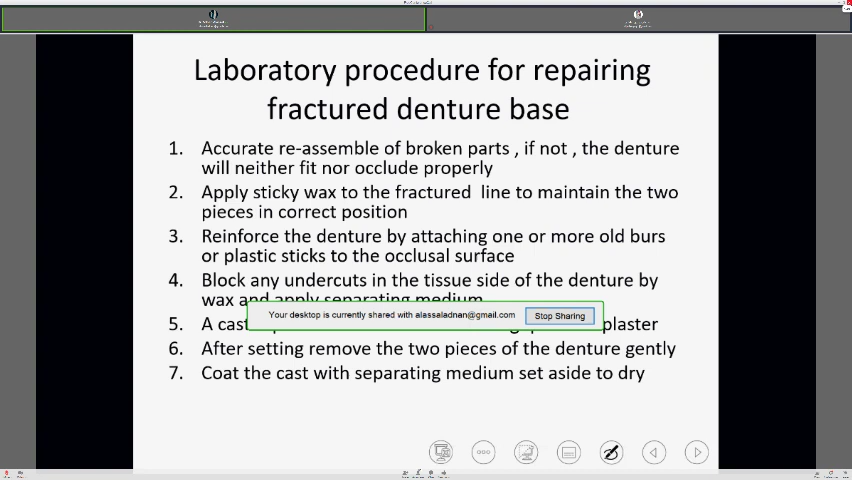 Laboratory procedure for repairing
fractured denture base
1. Accurate re-assemble of broken parts , if not , the denture
will neither fit nor occlude properly
2. Apply sticky wax to the fractured line to maintain the two
pieces in correct position
3. Reinforce the denture by attaching one or more old burs
or plastic sticks to the occlusal surface
4. Block any undercuts in the tissue side of the denture by
wax and apply separating medium
Your desktop is currently shared with alassaladnan@gmail.com
Stop Sharing
5. A cast plaster
6. After setting remove the two pieces of the denture gently
7. Coat the cast with separating medium set aside to dry